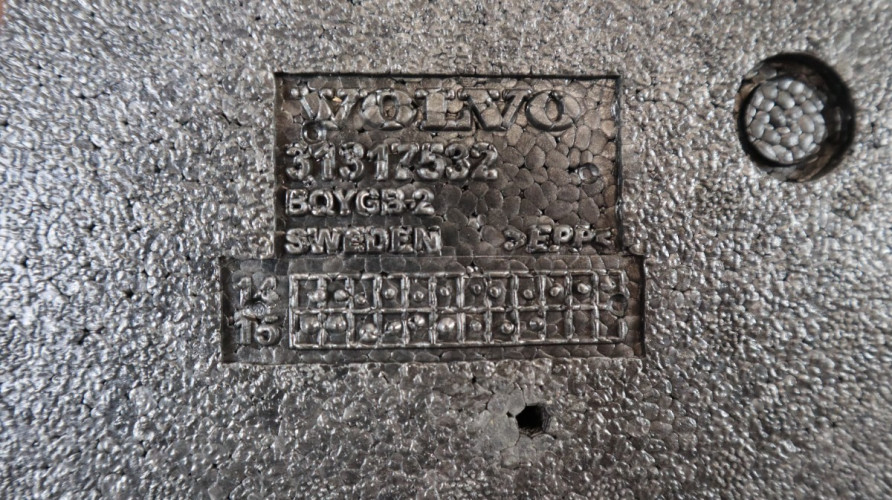 VOLVO
31317532
BQYGB-2
SWEDEN >EPP<
14
15